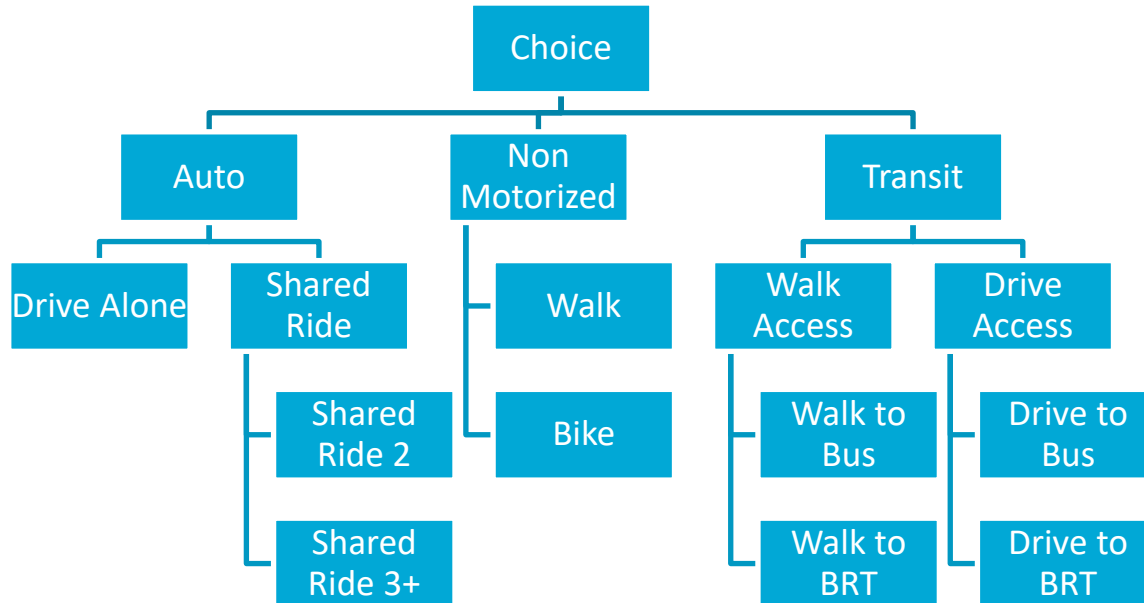 Choice
Auto
Non
Motorized
Transit
Drive Alone
Shared
Ride
Walk
Walk
Access
Drive
Access
Shared
Ride 2
Bike
Walk to
Bus
Drive to
Bus
Shared
Ride 3+
Walk to
BRT
Drive to
BRT